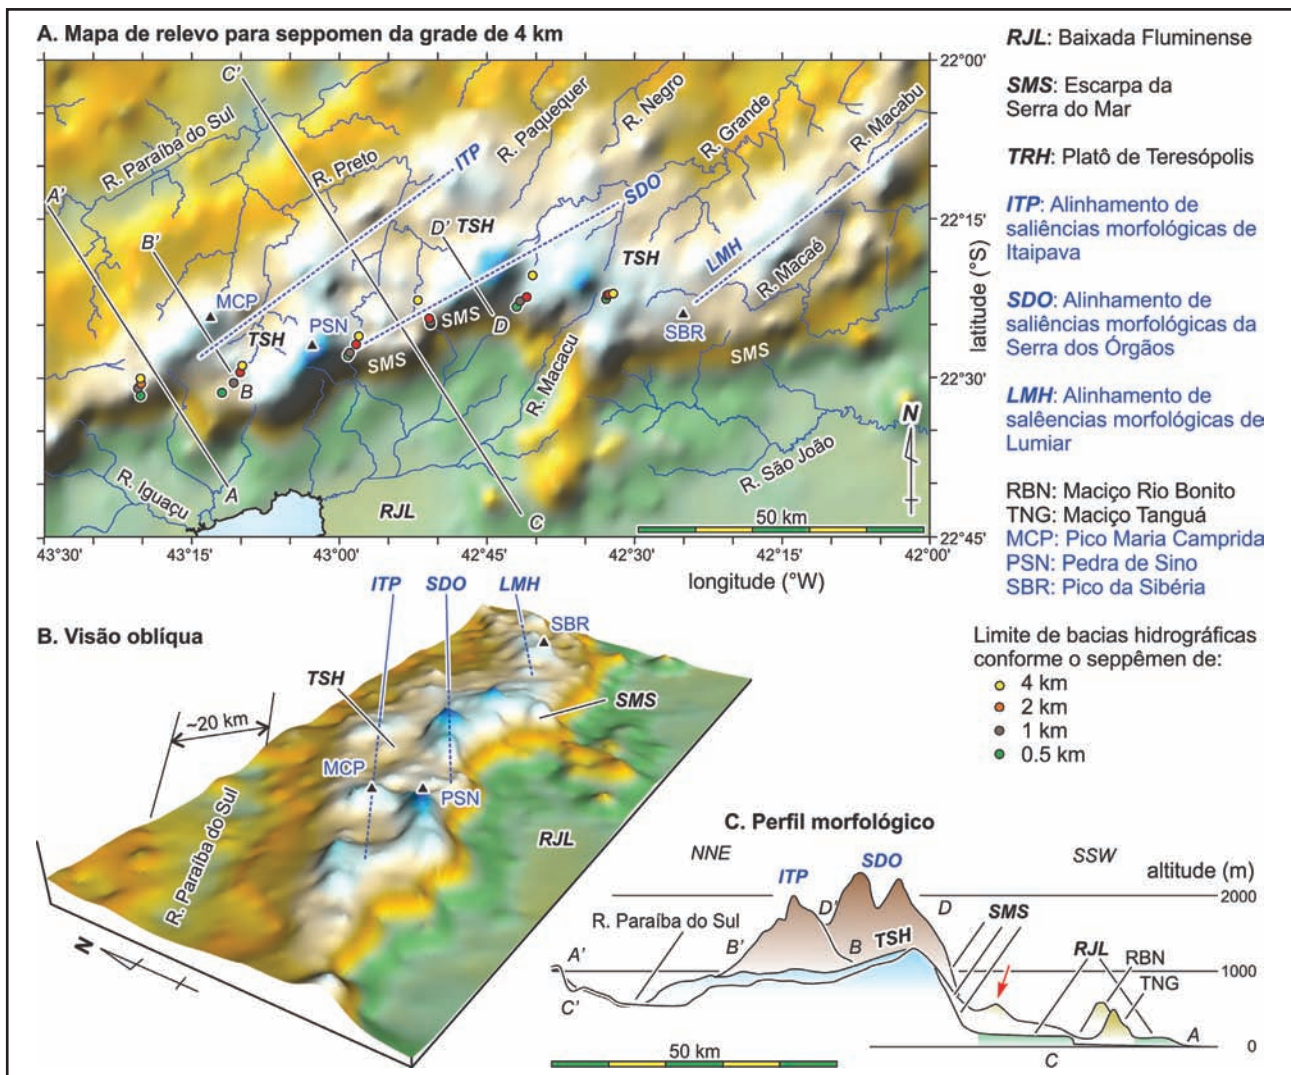 A. Mapa de relevo para seppomen da grade de 4 km
C'
22°00'
R. Paraíba do Sul
R. Paquequer
R. Negro
R. Grande
R. Macabu
A'
R. Preto
ITP
SDO
B'
D'
TSH
22°15'
TSH
LMH
R. Macaé
MCP
TSH
PSN
SMS
D
SBR
SMS
SMS
B
R. Macacu
22°30'
latitude (°S)
N
R. Iguaçu
A
RJL
C
R. São João
50 km
22°45'
43°30'
43°15'
43°00'
42°45'
42°30'
42°15'
42°00'
longitude (°W)
RJL: Baixada Fluminense
SMS: Escarpa da
Serra do Mar
TRH: Platô de Teresópolis
ITP: Alinhamento de
saliências morfológicas de
Itaipava
SDO: Alinhamento de
saliências morfológicas da
Serra dos Órgãos
LMH: Alinhamento de
salêencias morfológicas de
Lumiar
RBN: Maciço Rio Bonito
TNG: Maciço Tanguá
MCP: Pico Maria Camprida
PSN: Pedra de Sino
SBR: Pico da Sibéria
Limite de bacias hidrográficas
conforme o seppêmen de:
4 km
2 km
1 km
0.5 km
B. Visão oblíqua
ITP
SDO
LMH
SBR
TSH
SMS
~20 km
MCP
PSN
R. Paraíba do Sul
RJL
N
C. Perfil morfológico
NNE
SSW
altitude (m)
ITP
SDO
2000
R. Paraíba do Sul
D'
D
SMS
A'
B'
B
TSH
RJL
RBN
1000
TNG
C'
A
0
C
50 km